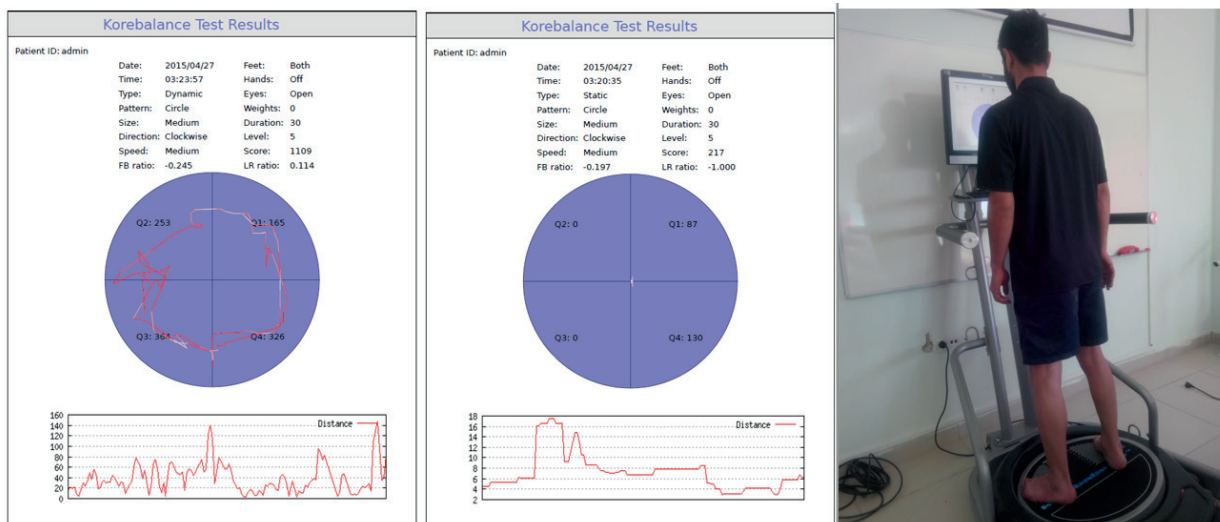 Korebalance Test Results
Patient ID: admin
Date: 2015/04/27 Feet: Both
Time: 03:23:57 Hands: Off
Type: Dynamic Eyes: Open
Pattern: Circle Weights: 0
Size: Medium Duration: 30
Direction: Clockwise Level: 5
Speed: Medium Score: 1109
FB ratio: -0.245 LR ratio: 0.114
Q2: 253 Q1: 165
Q3: 364 Q4: 326
160
140
120
100
80
60
40
20
0
Distance
Korebalance Test Results
Patient ID: admin
Date: 2015/04/27 Feet: Both
Time: 03:20:35 Hands: Off
Type: Static Eyes: Open
Pattern: Circle Weights: 0
Size: Medium Duration: 30
Direction: Clockwise Level: 5
Speed: Medium Score: 217
FB ratio: -0.197 LR ratio: -1.000
Q2: 0 Q1: 87
Q3: 0 Q4: 130
18
16
14
12
10
8
6
4
2
Distance